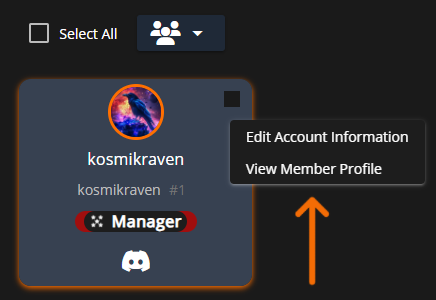 Select All
Edit Account Information
View Member Profile
kosmikraven
kosmikraven #1
Manager